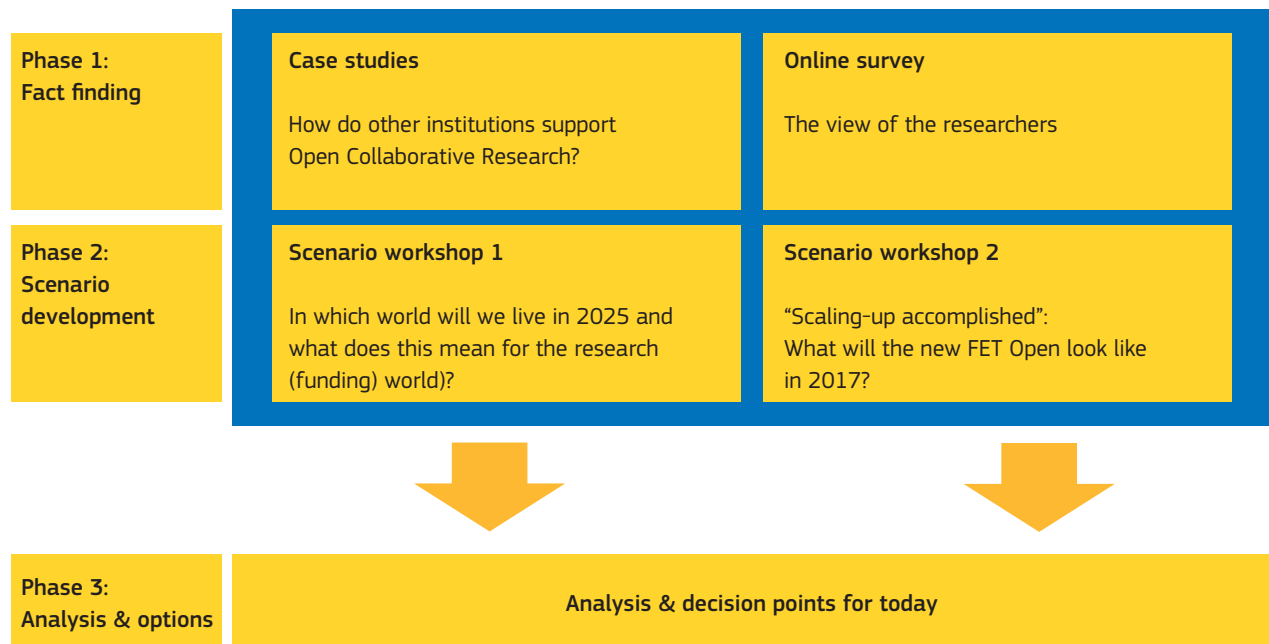 Phase 1:
Fact finding
Case studies
How do other institutions support
Open Collaborative Research?
Online survey
The view of the researchers
Phase 2:
Scenario
development
Scenario workshop 1
In which world will we live in 2025 and
what does this mean for the research
(funding) world)?
Scenario workshop 2
“Scaling-up accomplished”:
What will the new FET Open look like
in 2017?
Phase 3:
Analysis & options
Analysis & decision points for today